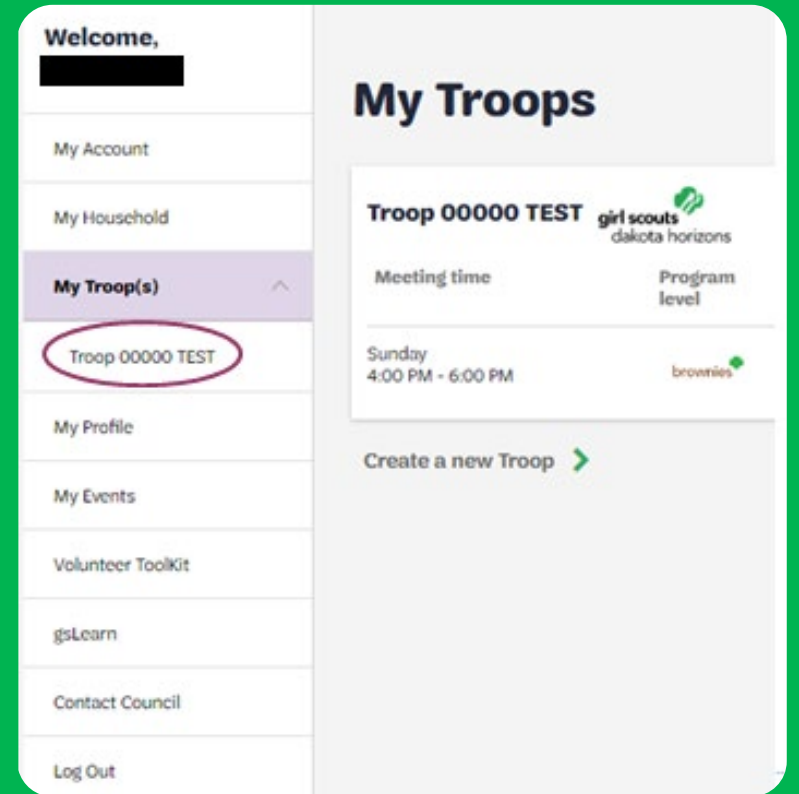 Welcome,
My Account
My Household
My Troop(s)
Troop 00000 TEST
My Profile
My Events
Volunteer ToolKit
gsLearn
Contact Council
Log Out
My Troops
Troop 00000 TEST
girl scouts
dakota horizons
Meeting time
Program
level
Sunday
4:00 PM - 6:00 PM
brownies
Create a new Troop